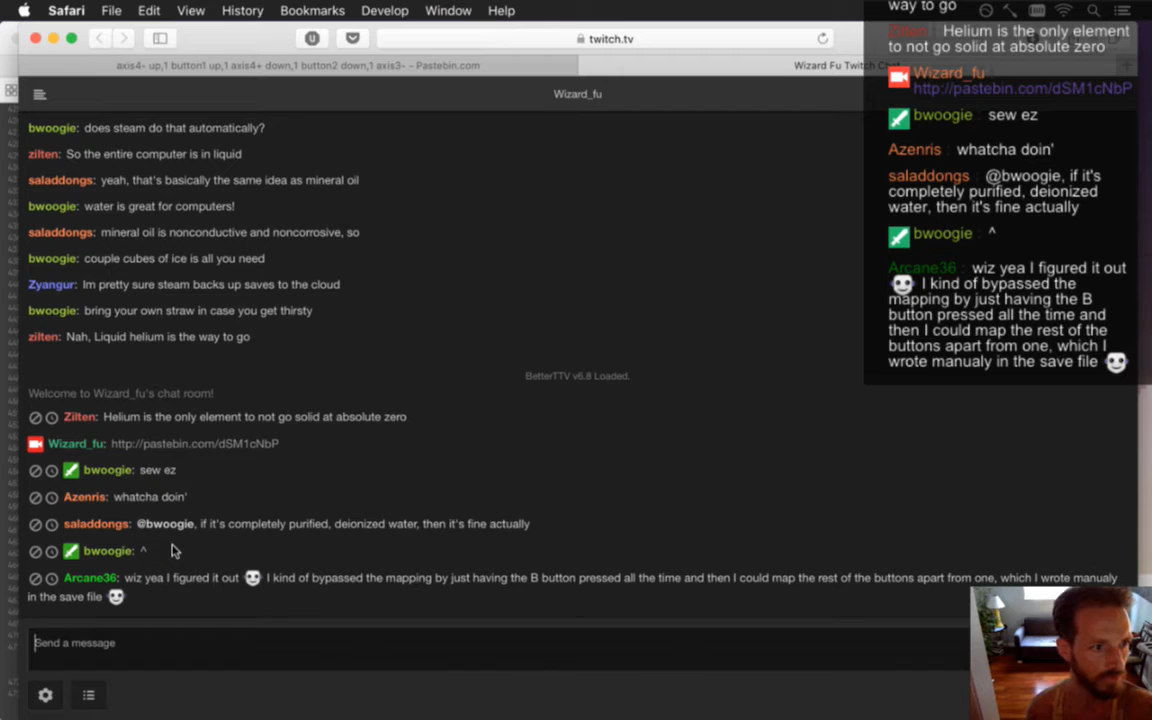 Safari File Edit View History Bookmarks Develop Window Help
twitch.tv
axis4- up,1 button1 up,1 axis4+ down,1 button2 down,1 axis3- - Pastebin.com
Wizard Fu Twitch
Wizard_fu
bwoogie: does steam do that automatically?
zilten: So the entire computer is in liquid
saladdongs: yeah, that's basically the same idea as mineral oil
bwoogie: water is great for computers!
saladdongs: mineral oil is nonconductive and noncorrosive, so
bwoogie: couple cubes of ice is all you need
Zyangur: Im pretty sure steam backs up saves to the cloud
bwoogie: bring your own straw in case you get thirsty
zilten: Nah, Liquid helium is the way to go
BetterTTV v6.8 Loaded.
Welcome to Wizard_fu's chat room!
Zilten: Helium is the only element to not go solid at absolute zero
Wizard_fu: http://pastebin.com/dSM1cNbP
bwoogie: sew ez
Azenris: whatcha doin'
saladdongs: @bwoogie, if it's completely purified, deionized water, then it's fine actually
bwoogie: ^
Arcane36: wiz yea I figured it out I kind of bypassed the mapping by just having the B button pressed all the time and then I could map the rest of the buttons apart from one, which I wrote manualy
in the save file
Send a message
way to go
Zilten: Helium is the only element
to not go solid at absolute zero
Wizard_fu
http://pastebin.com/dSM1cNbP
bwoogie : sew ez
Azenris : whatcha doin'
saladdongs : @bwoogie, if it's
completely purified, deionized
water, then it's fine actually
bwoogie : ^
Arcane36 : wiz yea I figured it out
I kind of bypassed the
mapping by just having the B
button pressed all the time and
then I could map the rest of the
buttons apart from one, which I
wrote manualy in the save file